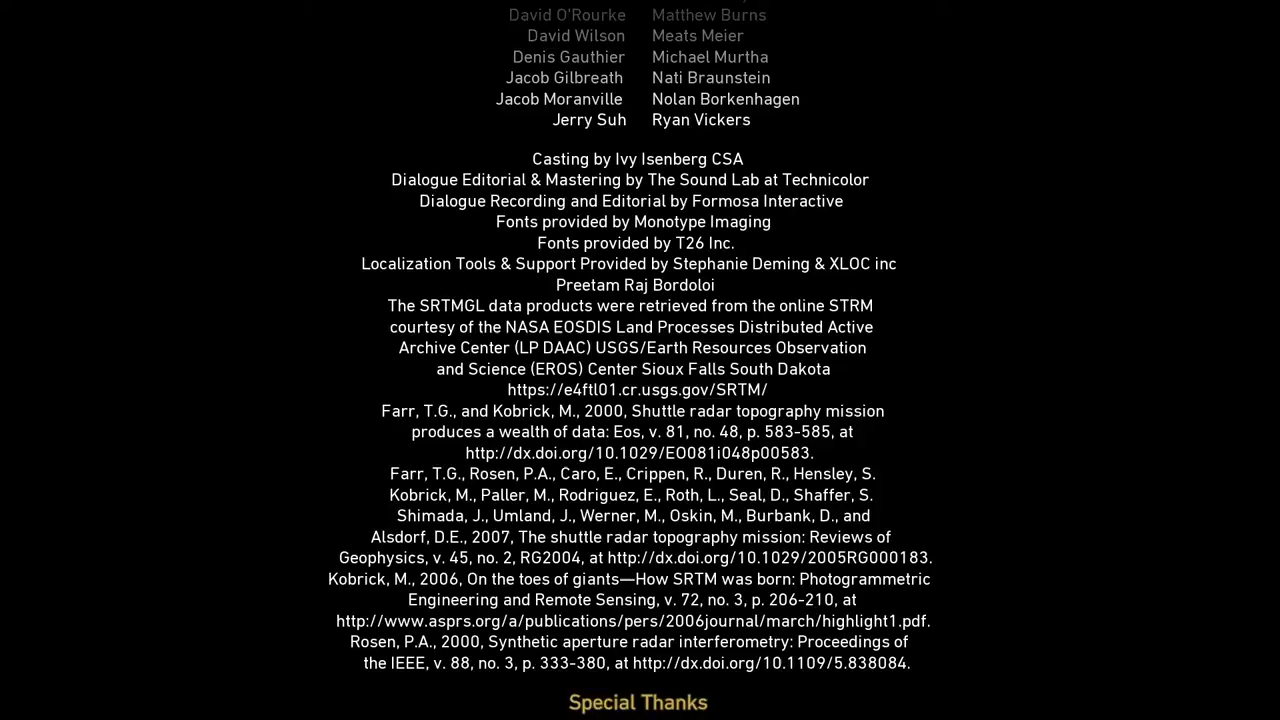 David O'Rourke Matthew Burns
David Wilson Meats Meier
Denis Gauthier Michael Murtha
Jacob Gilbreath Nati Braunstein
Jacob Moranville Nolan Borkenhagen
Jerry Suh Ryan Vickers
Casting by Ivy Isenberg CSA
Dialogue Editorial & Mastering by The Sound Lab at Technicolor
Dialogue Recording and Editorial by Formosa Interactive
Fonts provided by Monotype Imaging
Fonts provided by T26 Inc.
Localization Tools & Support Provided by Stephanie Deming & XLOC inc
Preetam Raj Bordoloi
The SRTMGL data products were retrieved from the online STRM
courtesy of the NASA EOSDIS Land Processes Distributed Active
Archive Center (LP DAAC) USGS/Earth Resources Observation
and Science (EROS) Center Sioux Falls South Dakota
https://e4ftl01.cr.usgs.gov/SRTM/
Farr, T.G., and Kobrick, M., 2000, Shuttle radar topography mission
produces a wealth of data: Eos, v. 81, no. 48, p. 583-585, at
http://dx.doi.org/10.1029/EO081i048p00583.
Farr, T.G., Rosen, P.A., Caro, E., Crippen, R., Duren, R., Hensley, S.
Kobrick, M., Paller, M., Rodriguez, E., Roth, L., Seal, D., Shaffer, S.
Shimada, J., Umland, J., Werner, M., Oskin, M., Burbank, D., and
Alsdorf, D.E., 2007, The shuttle radar topography mission: Reviews of
Geophysics, v. 45, no. 2, RG2004, at http://dx.doi.org/10.1029/2005RG000183.
Kobrick, M., 2006, On the toes of giants—How SRTM was born: Photogrammetric
Engineering and Remote Sensing, v. 72, no. 3, p. 206-210, at
http://www.asprs.org/a/publications/pers/2006journal/march/highlight1.pdf.
Rosen, P.A., 2000, Synthetic aperture radar interferometry: Proceedings of
the IEEE, v. 88, no. 3, p. 333-380, at http://dx.doi.org/10.1109/5.838084.
Special Thanks